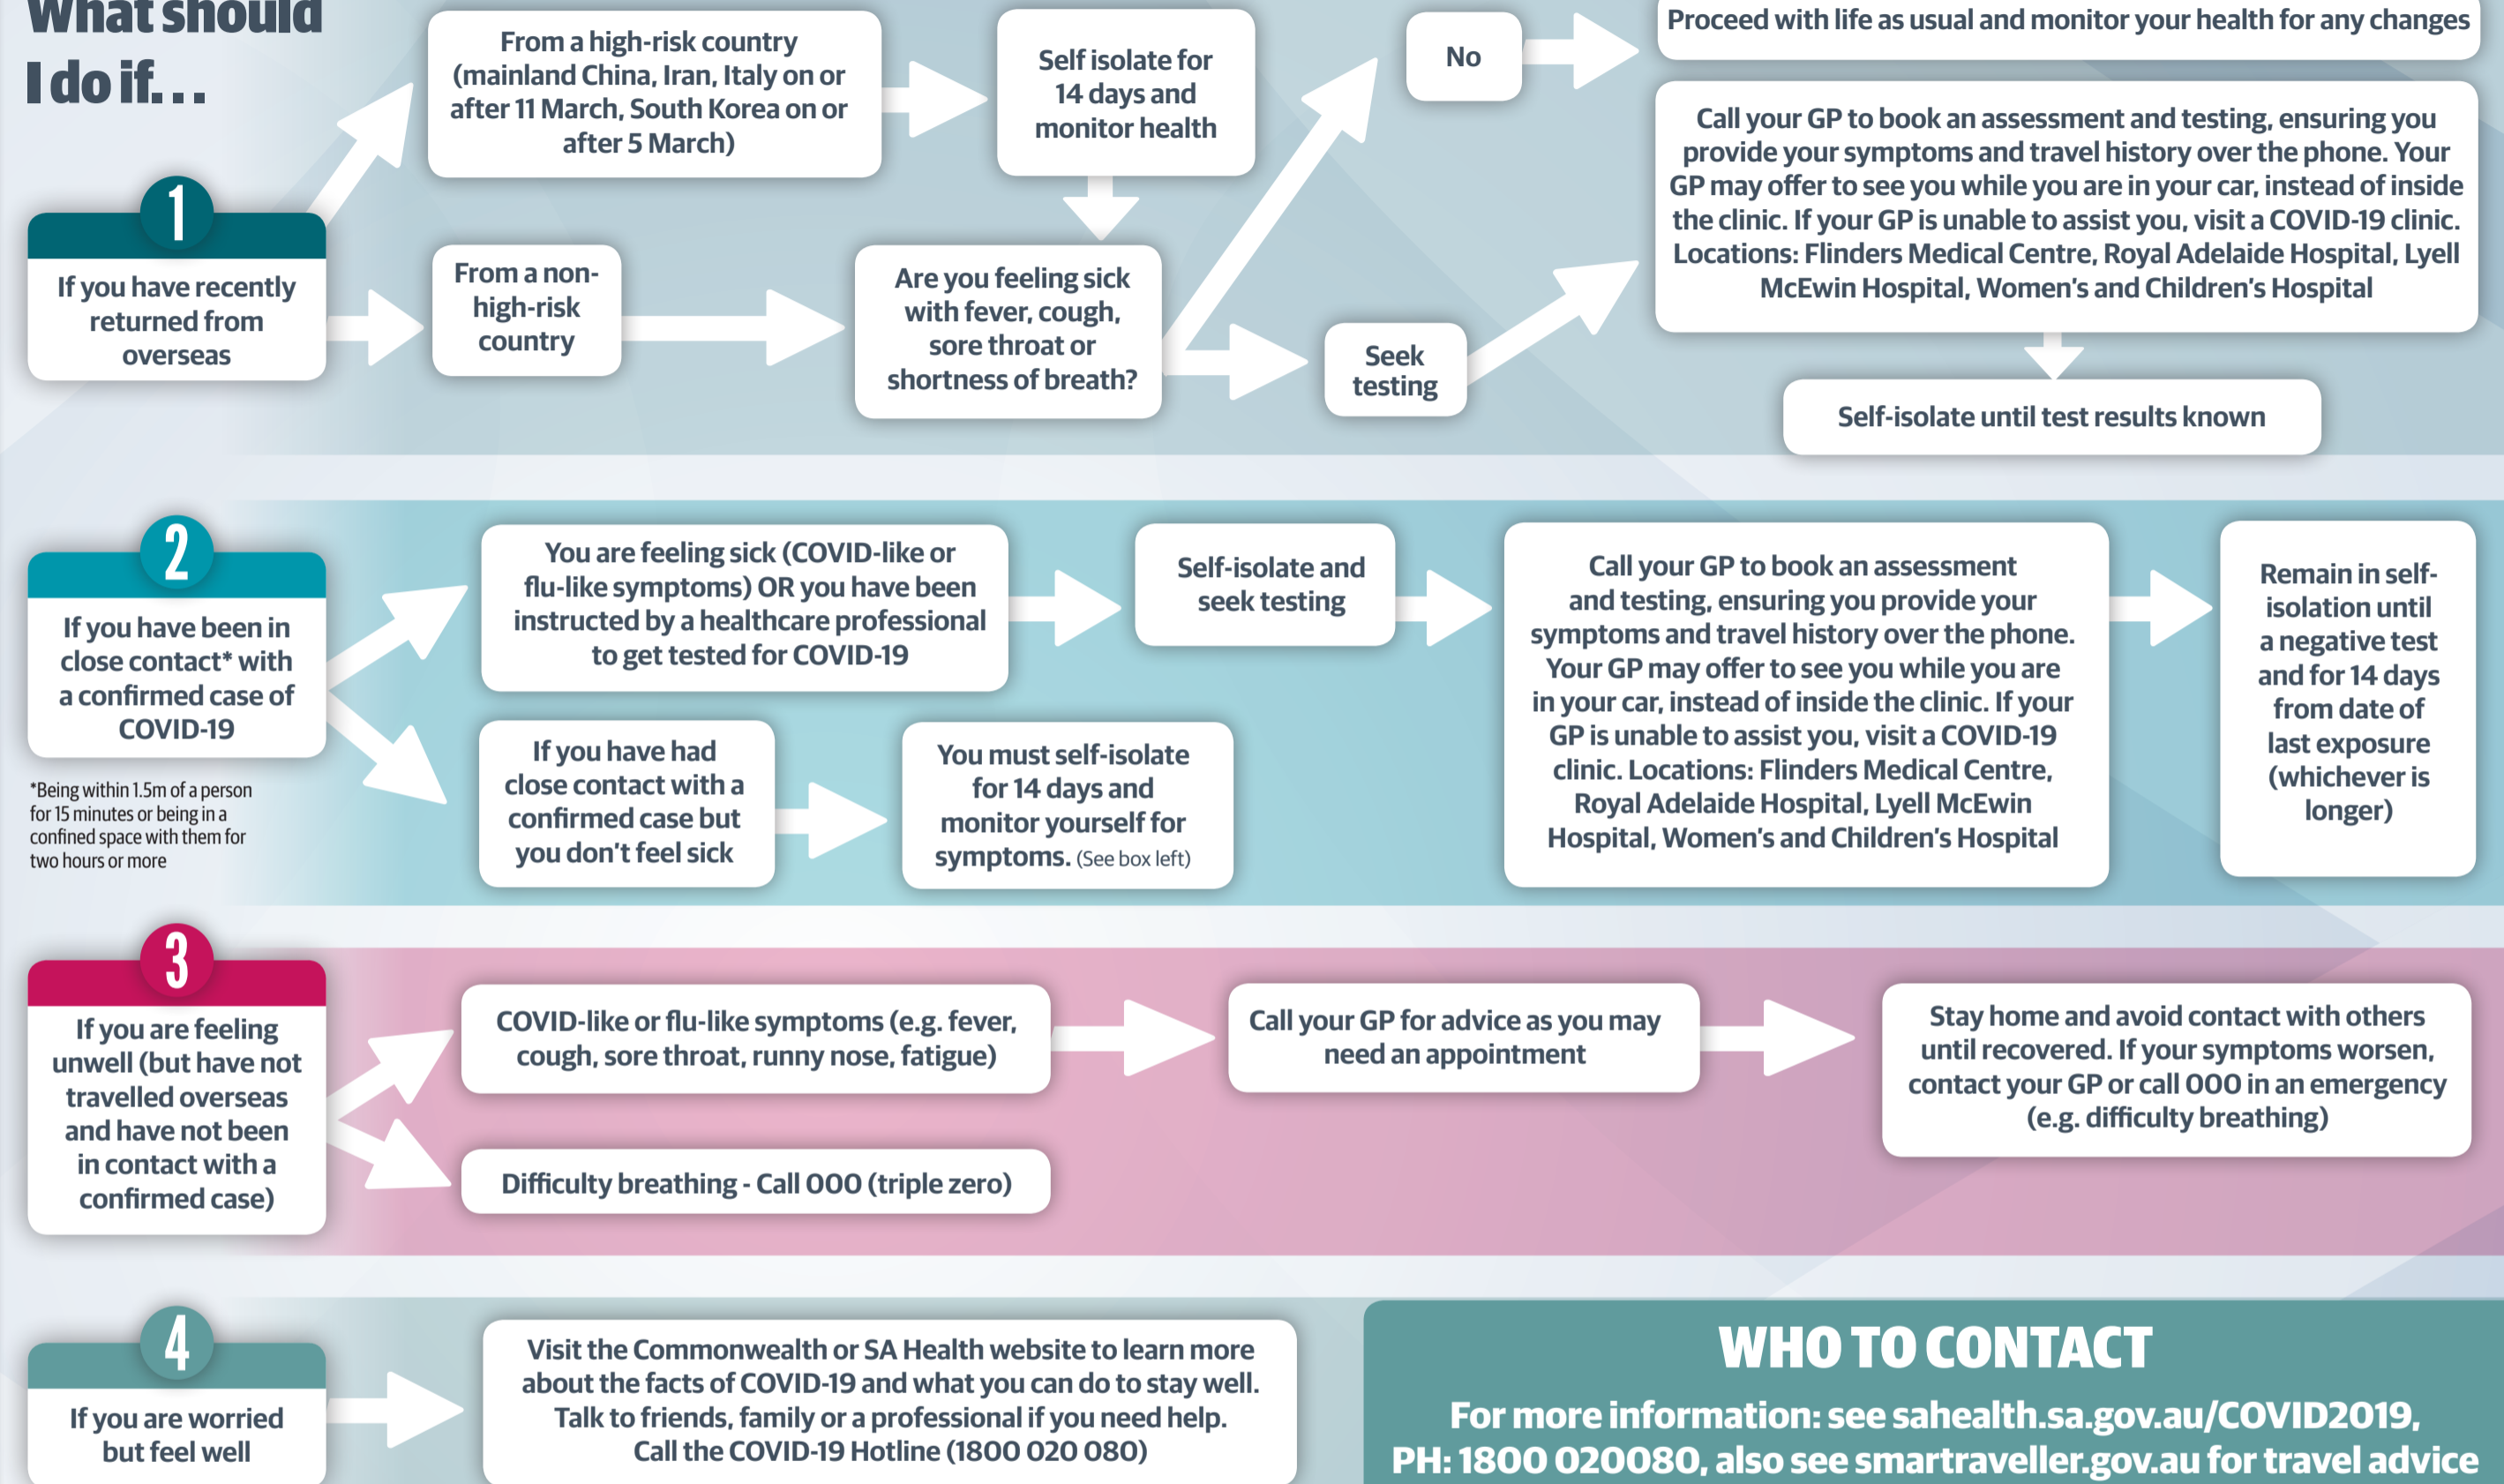 What should
I do if...
1
If you have recently
returned from
overseas
From a high-risk country
(mainland China, Iran, Italy on or
after 11 March, South Korea on or
after 5 March)
Self isolate for
14 days and
monitor health
From a non-
high-risk
country
Are you feeling sick
with fever, cough,
sore throat or
shortness of breath?
No
Proceed with life as usual and monitor your health for any changes
Seek
testing
Call your GP to book an assessment and testing, ensuring you
provide your symptoms and travel history over the phone. Your
GP may offer to see you while you are in your car, instead of inside
the clinic. If your GP is unable to assist you, visit a COVID-19 clinic.
Locations: Flinders Medical Centre, Royal Adelaide Hospital, Lyell
McEwin Hospital, Women's and Children's Hospital
Self-isolate until test results known
2
If you have been in
close contact* with
a confirmed case of
COVID-19
*Being within 1.5m of a person
for 15 minutes or being in a
confined space with them for
two hours or more
You are feeling sick (COVID-like or
flu-like symptoms) OR you have been
instructed by a healthcare professional
to get tested for COVID-19
Self-isolate and
seek testing
Call your GP to book an assessment
and testing, ensuring you provide your
symptoms and travel history over the phone.
Your GP may offer to see you while you are
in your car, instead of inside the clinic. If your
GP is unable to assist you, visit a COVID-19
clinic. Locations: Flinders Medical Centre,
Royal Adelaide Hospital, Lyell McEwin
Hospital, Women's and Children's Hospital
Remain in self-
isolation until
a negative test
and for 14 days
from date of
last exposure
(whichever is
longer)
If you have had
close contact with a
confirmed case but
you don't feel sick
You must self-isolate
for 14 days and
monitor yourself for
symptoms. (See box left)
3
If you are feeling
unwell (but have not
travelled overseas
and have not been
in contact with a
confirmed case)
COVID-like or flu-like symptoms (e.g. fever,
cough, sore throat, runny nose, fatigue)
Call your GP for advice as you may
need an appointment
Stay home and avoid contact with others
until recovered. If your symptoms worsen,
contact your GP or call 000 in an emergency
(e.g. difficulty breathing)
Difficulty breathing - Call 000 (triple zero)
4
If you are worried
but feel well
Visit the Commonwealth or SA Health website to learn more
about the facts of COVID-19 and what you can do to stay well.
Talk to friends, family or a professional if you need help.
Call the COVID-19 Hotline (1800 020 080)
WHO TO CONTACT
For more information: see sahealth.sa.gov.au/COVID2019,
PH: 1800 020080, also see smartraveller.gov.au for travel advice